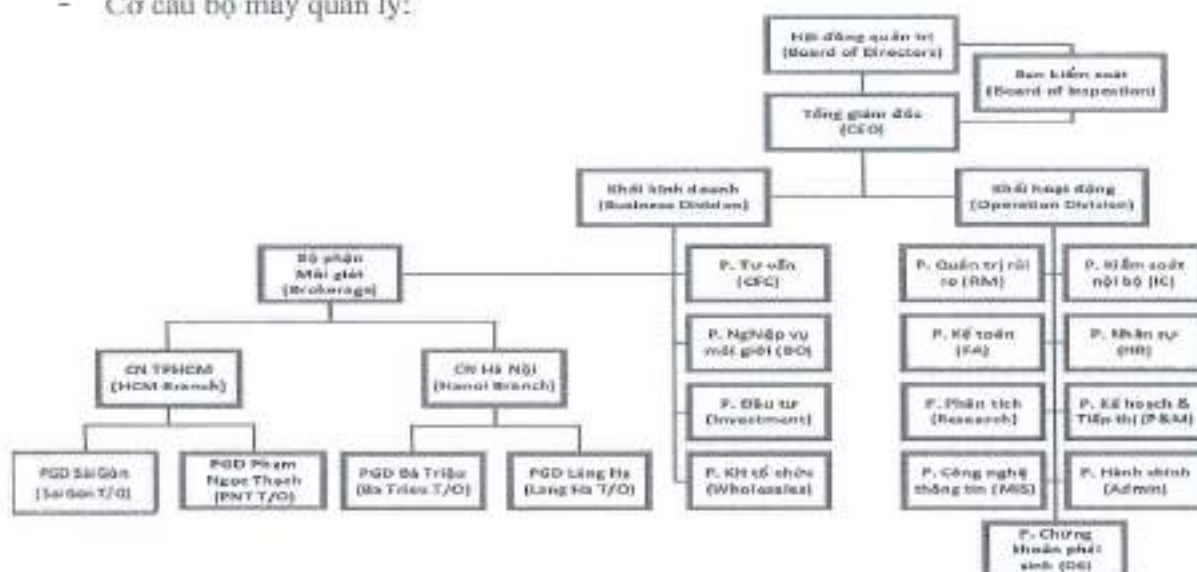 - Cơ cấu bộ máy quản lý:
Hội đồng quản trị
(Board of Directors)
Ban kiểm soát
(Board of Inspection)
Tổng giám đốc
(CEO)
Khối kinh doanh
(Business Division)
Khối hoạt động
(Operation Division)
Bộ phận
Môi giới
(Brokerage)
P. Tư vấn
(CFC)
P. Quản trị rủi
ro (RM)
P. Kiểm soát
nội bộ (IC)
P. Nghiệp vụ
môi giới (BO)
P. Kế toán
(FA)
P. Nhân sự
(HR)
CN TPHCM
(HCM Branch)
CN Hà Nội
(Hanoi Branch)
P. Đầu tư
(Investment)
P. Phân tích
(Research)
P. Kế hoạch &
Tiếp thị (P&M)
PGD Sài Gòn
(Sai Gon T/O)
PGD Phạm
Ngọc Thạch
(PNT T/O)
PGD Bà Triệu
(Ba Trieu T/O)
PGD Láng Hạ
(Lang Ha T/O)
P. KH tổ chức
(Wholesales)
P. Công nghệ
thông tin (MIS)
P. Hành chính
(Admin)
P. Chứng
khoán phái
sinh (DS)